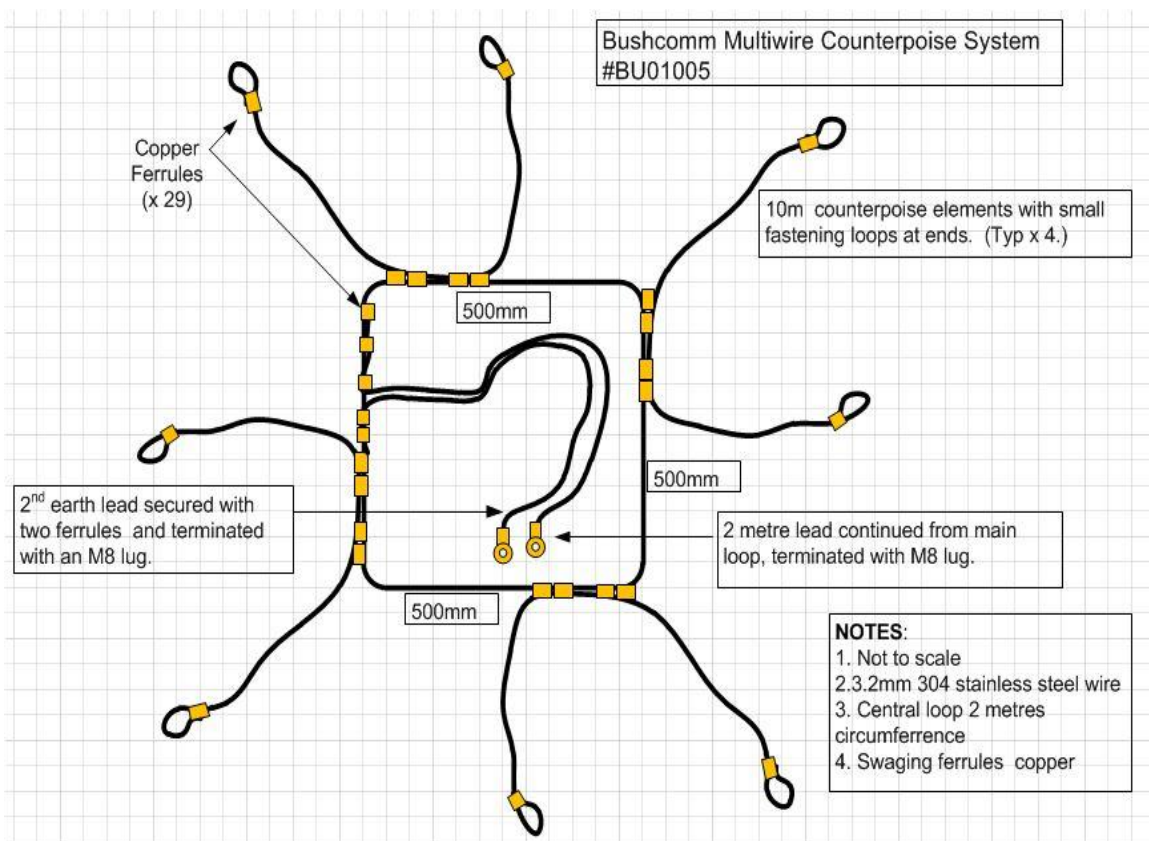 Bushcomm Multiwire Counterpoise System
#BU01005
Copper
Ferrules
(x 29)
10m counterpoise elements with small
fastening loops at ends. (Typ x 4.)
500mm
500mm
2nd earth lead secured with
two ferrules and terminated
with an M8 lug.
2 metre lead continued from main
loop, terminated with M8 lug.
500mm
NOTES:
1. Not to scale
2.3.2mm 304 stainless steel wire
3. Central loop 2 metres
circumferrence
4. Swaging ferrules copper